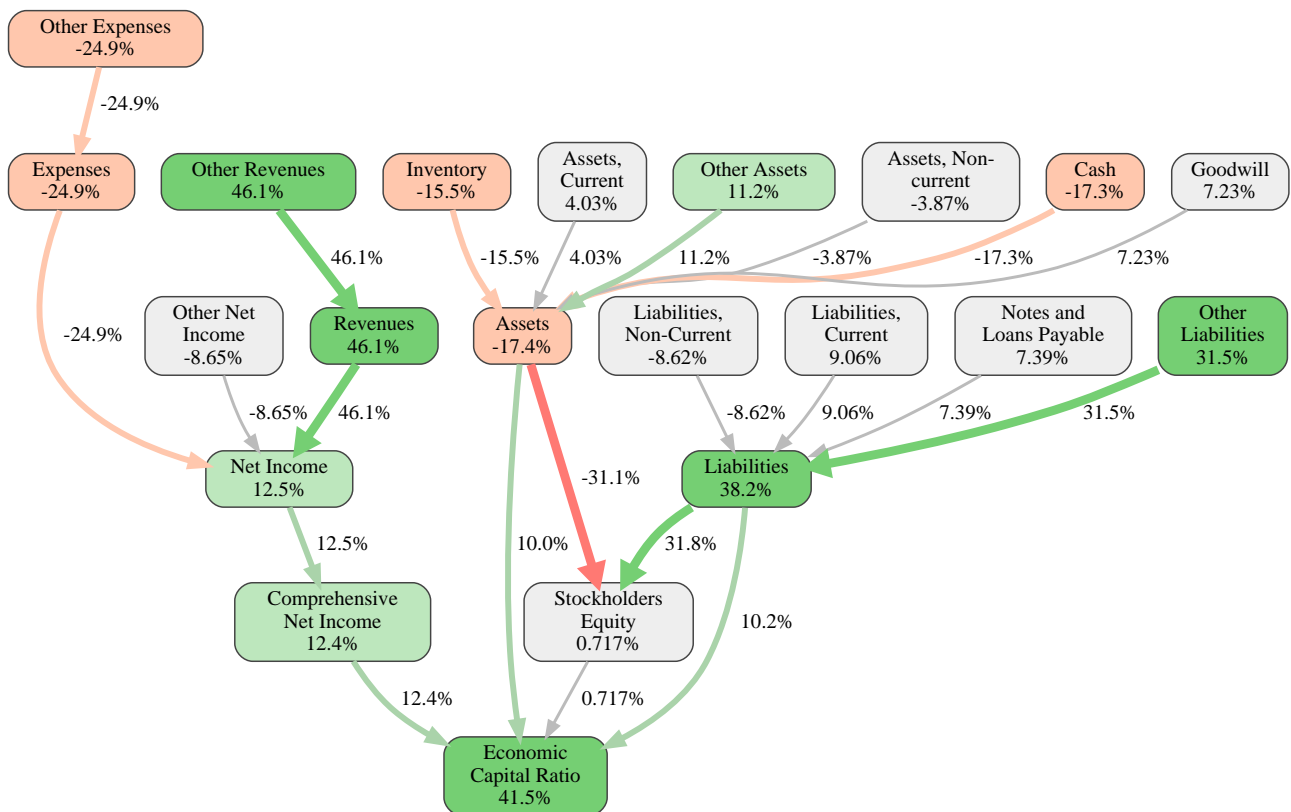 Other Expenses
-24.9%
-24.9%
Expenses
-24.9%
Other Revenues
46.1%
Inventory
-15.5%
Assets,
Current
4.03%
Other Assets
11.2%
Assets, Non-
current
-3.87%
Cash
-17.3%
Goodwill
7.23%
46.1%
-15.5%
4.03%
11.2%
-3.87%
-17.3%
7.23%
-24.9%
Other Net
Income
-8.65%
Revenues
46.1%
Assets
-17.4%
Liabilities,
Non-Current
-8.62%
Liabilities,
Current
9.06%
Notes and
Loans Payable
7.39%
Other
Liabilities
31.5%
-8.65%
46.1%
-8.62%
9.06%
7.39%
31.5%
Net Income
12.5%
-31.1%
Liabilities
38.2%
12.5%
10.0%
31.8%
Comprehensive
Net Income
12.4%
Stockholders
Equity
0.717%
10.2%
12.4%
0.717%
Economic
Capital Ratio
41.5%